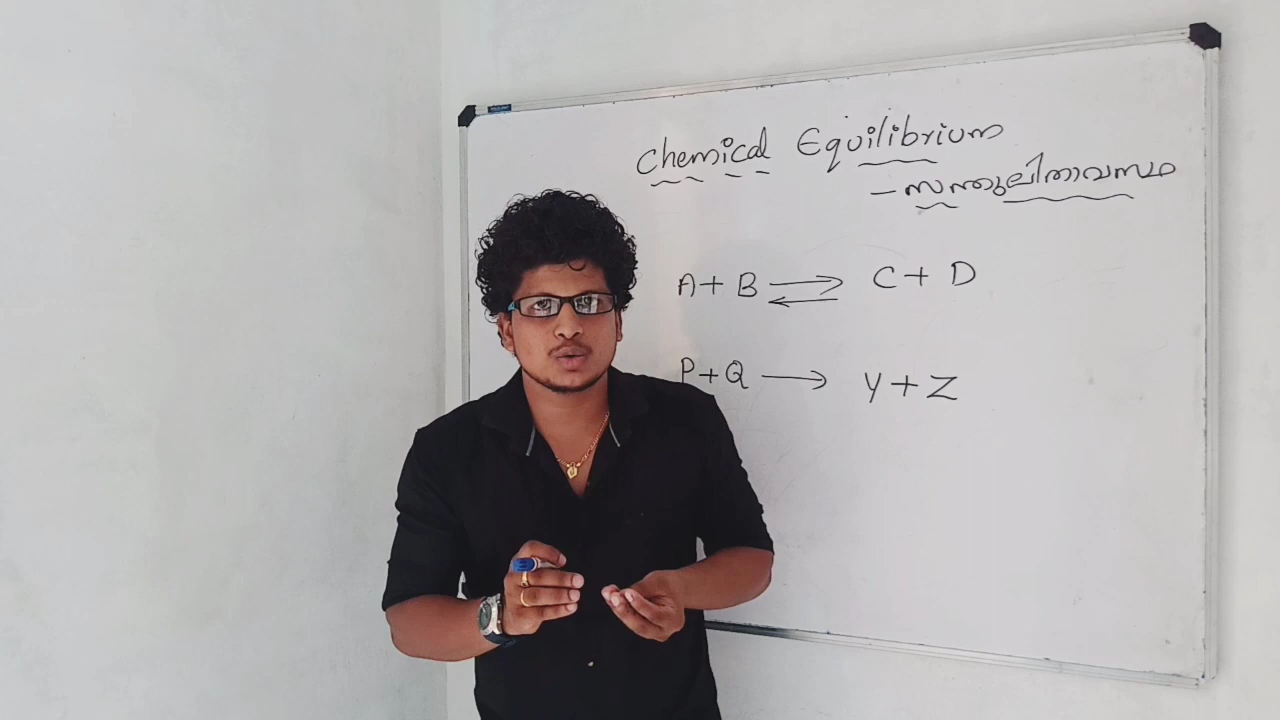 Chemical Equilibrium
- സന്തുലിതാവസ്ഥ
A + B ⇌ C + D
P + Q → Y + Z